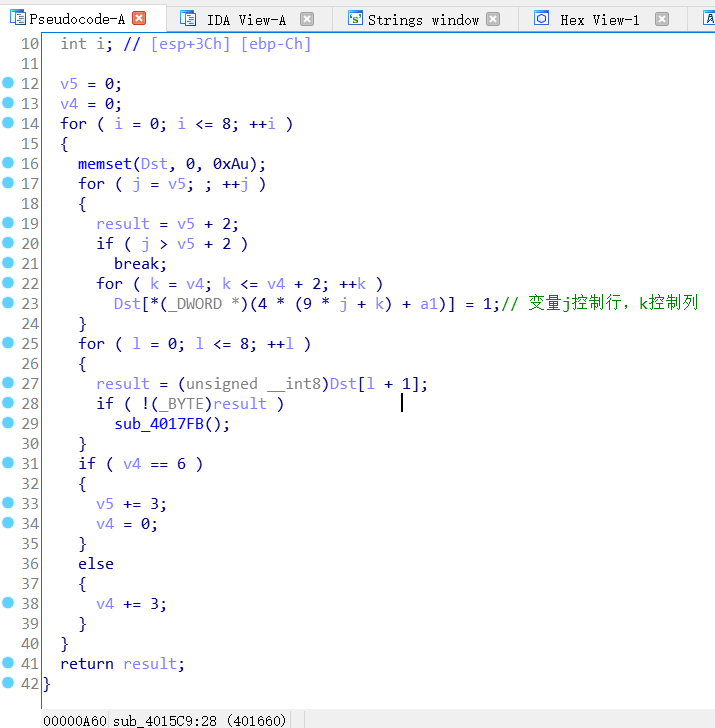 Pseudocode-A IDA View-A Strings window Hex View-1
10 int i; // [esp+3Ch] [ebp-Ch]
11
12 v5 = 0;
13 v4 = 0;
14 for ( i = 0; i <= 8; ++i )
15 {
16 memset(Dst, 0, 0xAu);
17 for ( j = v5; ; ++j )
18 {
19 result = v5 + 2;
20 if ( j > v5 + 2 )
21 break;
22 for ( k = v4; k <= v4 + 2; ++k )
23 Dst[*(_DWORD *)(4 * (9 * j + k) + a1)] = 1;// 变量j控制行，k控制列
24 }
25 for ( l = 0; l <= 8; ++l )
26 {
27 result = (unsigned __int8)Dst[l + 1];
28 if ( !(_BYTE)result )
29 sub_4017FB();
30 }
31 if ( v4 == 6 )
32 {
33 v5 += 3;
34 v4 = 0;
35 }
36 else
37 {
38 v4 += 3;
39 }
40 }
41 return result;
42 }
00000A60 sub_4015C9:28 (401660)